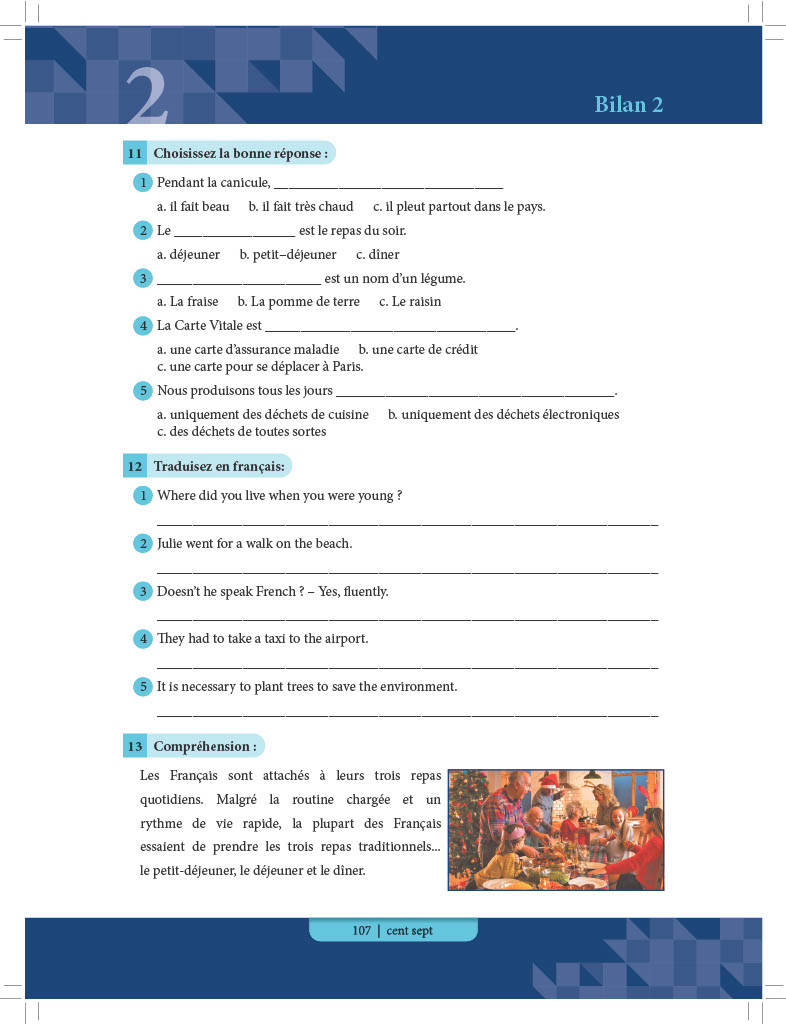 2
Bilan 2
11 Choisissez la bonne réponse :
1 Pendant la canicule, ________________________________
a. il fait beau b. il fait très chaud c. il pleut partout dans le pays.
2 Le _________________ est le repas du soir.
a. déjeuner b. petit–déjeuner c. dîner
3 _______________________ est un nom d'un légume.
a. La fraise b. La pomme de terre c. Le raisin
4 La Carte Vitale est ___________________________________.
a. une carte d'assurance maladie b. une carte de crédit
c. une carte pour se déplacer à Paris.
5 Nous produisons tous les jours _______________________________________.
a. uniquement des déchets de cuisine b. uniquement des déchets électroniques
c. des déchets de toutes sortes
12 Traduisez en français:
1 Where did you live when you were young ?
2 Julie went for a walk on the beach.
3 Doesn't he speak French ? – Yes, fluently.
4 They had to take a taxi to the airport.
5 It is necessary to plant trees to save the environment.
13 Compréhension :
Les Français sont attachés à leurs trois repas
quotidiens. Malgré la routine chargée et un
rythme de vie rapide, la plupart des Français
essaient de prendre les trois repas traditionnels...
le petit-déjeuner, le déjeuner et le dîner.
107 | cent sept